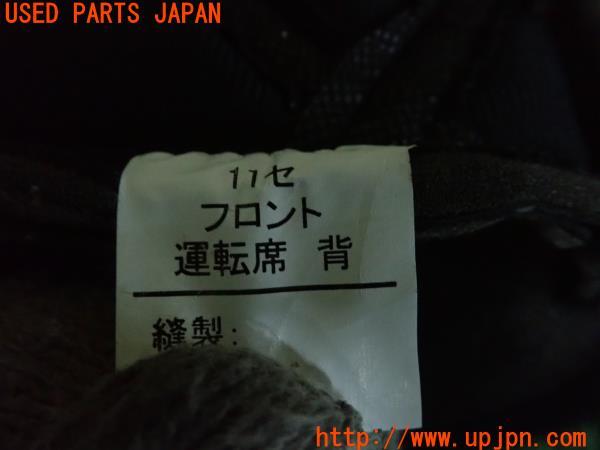 USED PARTS JAPAN
11セ
フロント
運転席 背
縫製:
http://www.upjpn.com